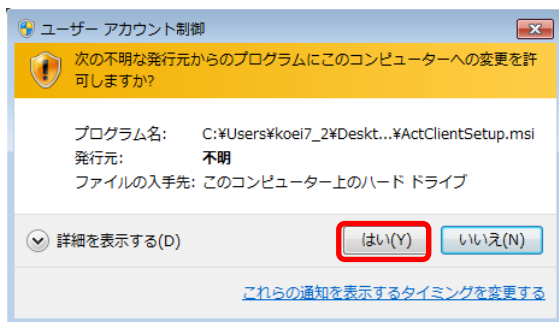 ユーザー アカウント制御
次の不明な発行元からのプログラムにこのコンピューターへの変更を許
可しますか?
プログラム名: C:¥Users¥koei7_2¥Deskt...¥ActClientSetup.msi
発行元: 不明
ファイルの入手先: このコンピューター上のハード ドライブ
詳細を表示する(D) はい(Y) いいえ(N)
これらの通知を表示するタイミングを変更する